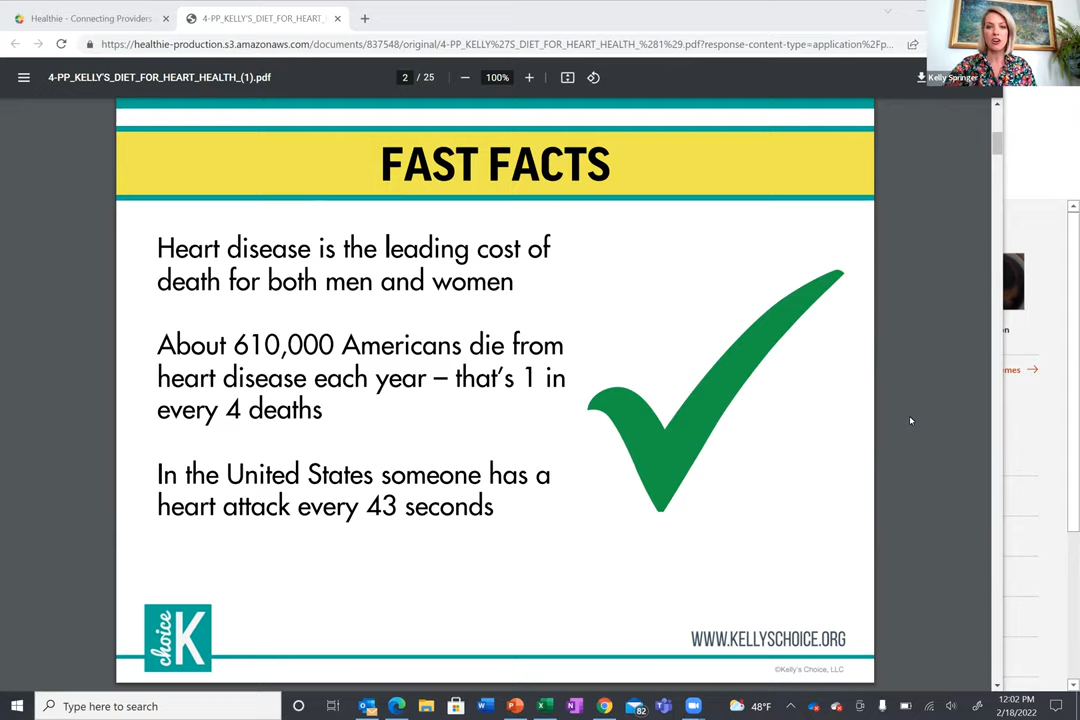 Healthie - Connecting Providers
4-PP_KELLY'S_DIET_FOR_HEART_
https://healthie-production.s3.amazonaws.com/documents/837548/original/4-PP_KELLY%27S_DIET_FOR_HEART_HEALTH_%281%29.pdf?response-content-type=application%2Fp...
4-PP_KELLY'S_DIET_FOR_HEART_HEALTH_(1).pdf
2 / 25
100%
Kelly Springer
FAST FACTS
Heart disease is the leading cost of
death for both men and women
About 610,000 Americans die from
heart disease each year – that's 1 in
every 4 deaths
In the United States someone has a
heart attack every 43 seconds
choice K
WWW.KELLYSCHOICE.ORG
©Kelly's Choice, LLC
Type here to search
82
48°F
12:02 PM
2/18/2022